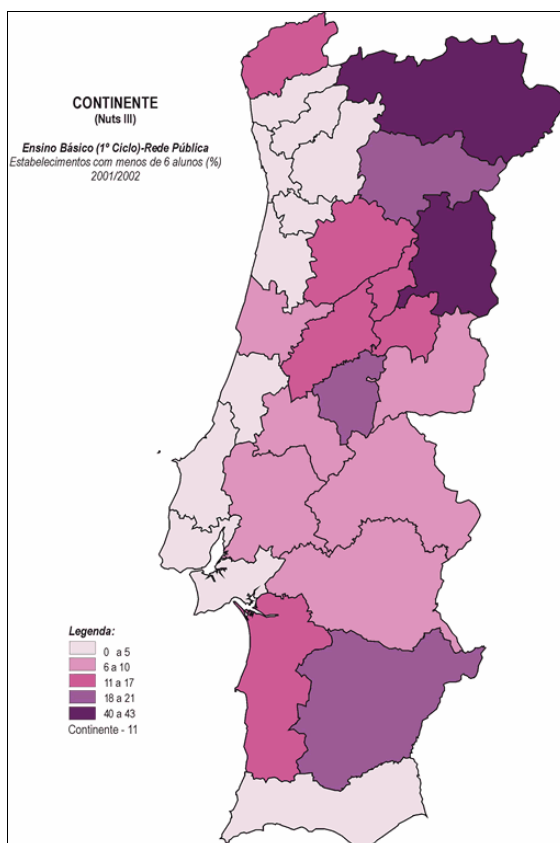 CONTINENTE
(Nuts III)
Ensino Básico (1º Ciclo)-Rede Pública
Estabelecimentos com menos de 6 alunos (%)
2001/2002
Legenda:
0 a 5
6 a 10
11 a 17
18 a 21
40 a 43
Continente - 11